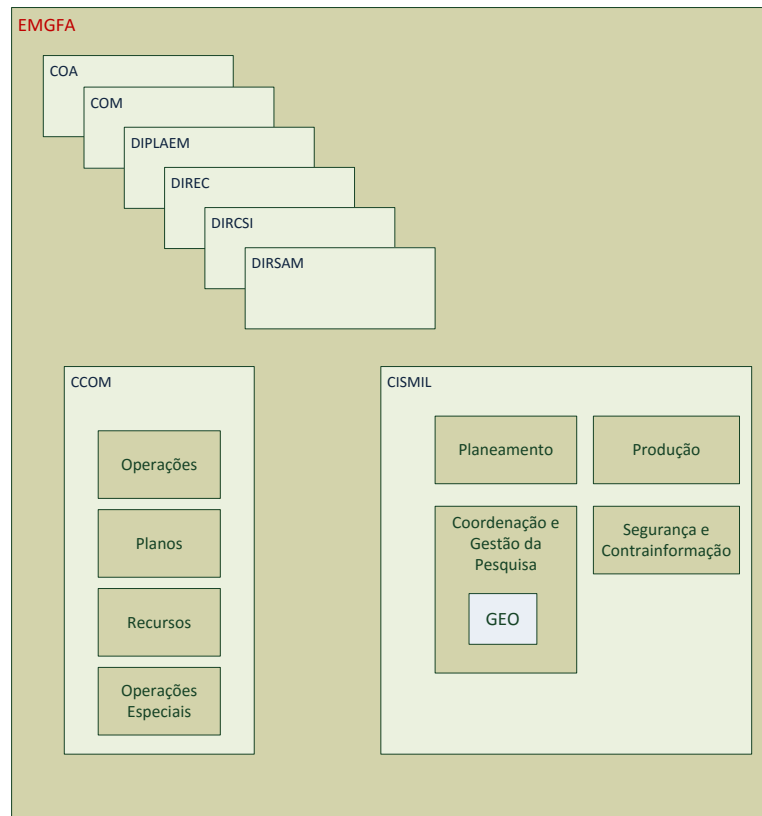 EMGFA
COA
COM
DIPLAEM
DIREC
DIRCSI
DIRSAM
CCOM
Operações
Planos
Recursos
Operações
Especiais
CISMIL
Planeamento
Produção
Coordenação e
Gestão da
Pesquisa
GEO
Segurança e
Contrainformação